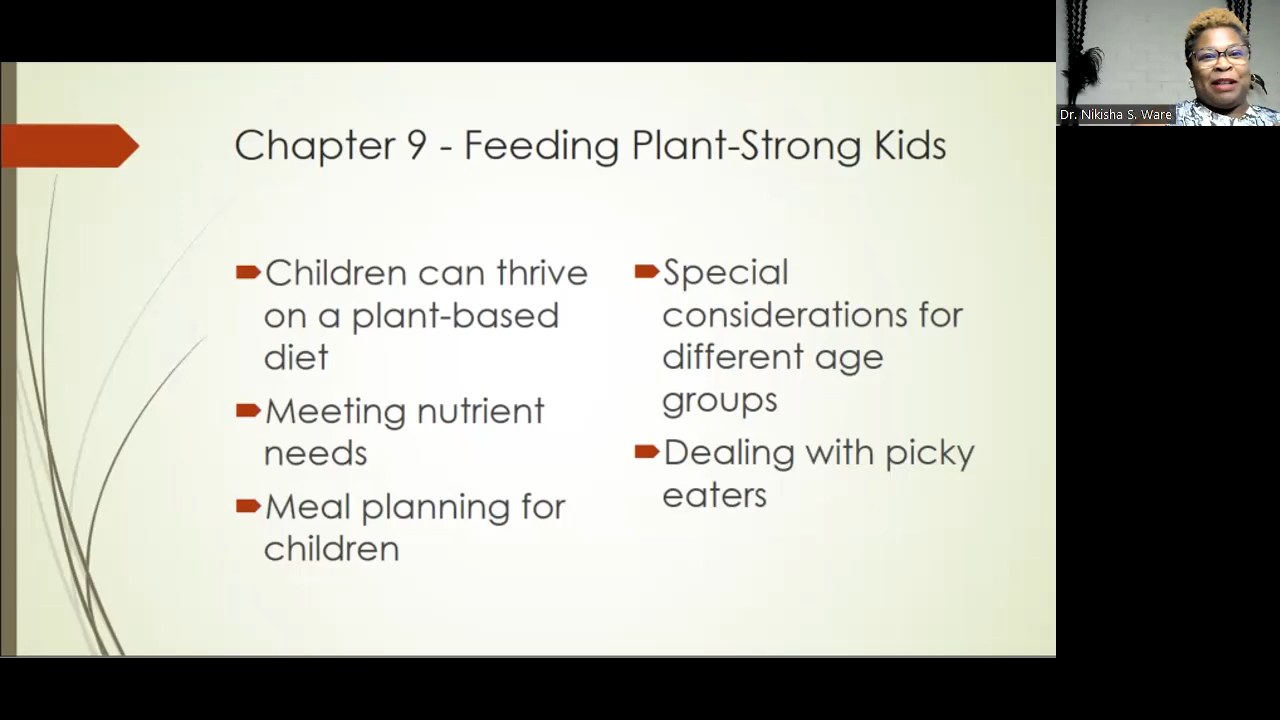 Chapter 9 - Feeding Plant-Strong Kids
Children can thrive
on a plant-based
diet
Meeting nutrient
needs
Meal planning for
children
Special
considerations for
different age
groups
Dealing with picky
eaters
Dr. Nikisha S. Ware